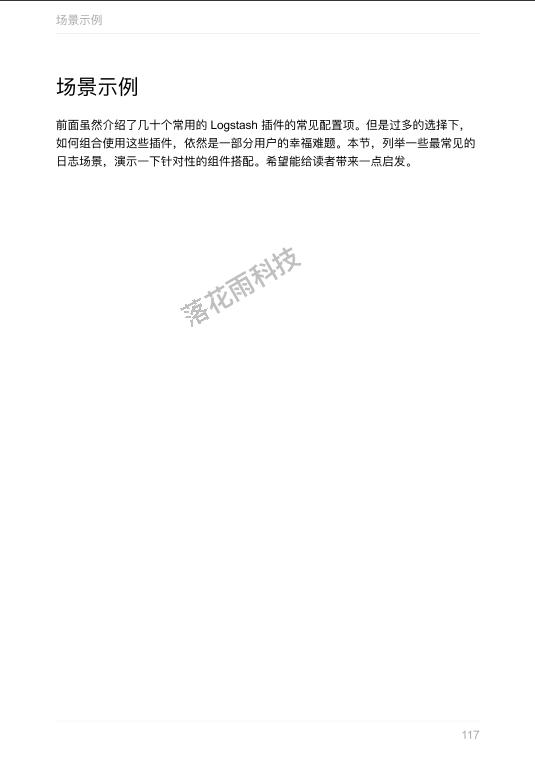 场景示例
场景示例
前面虽然介绍了几十个常用的 Logstash 插件的常见配置项。但是过多的选择下，
如何组合使用这些插件，依然是一部分用户的幸福难题。本节，列举一些最常见的
日志场景，演示一下针对性的组件搭配。希望能给读者带来一点启发。
落花雨科技
117